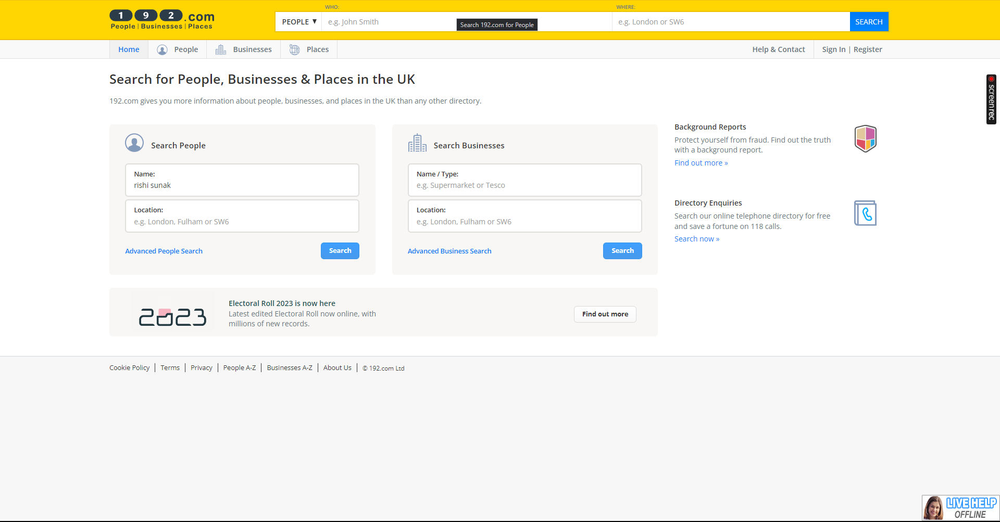 1 9 2 .com
People | Businesses | Places
WHO:
WHERE:
PEOPLE ▼
e.g. John Smith
Search 192.com for People
e.g. London or SW6
SEARCH
Home
People
Businesses
Places
Help & Contact
Sign In | Register
Search for People, Businesses & Places in the UK
192.com gives you more information about people, businesses, and places in the UK than any other directory.
Search People
Name:
rishi sunak
Location:
e.g. London, Fulham or SW6
Advanced People Search
Search
Search Businesses
Name / Type:
e.g. Supermarket or Tesco
Location:
e.g. London, Fulham or SW6
Advanced Business Search
Search
Background Reports
Protect yourself from fraud. Find out the truth
with a background report.
Find out more »
Directory Enquiries
Search our online telephone directory for free
and save a fortune on 118 calls.
Search now »
screenrec
2023
Electoral Roll 2023 is now here
Latest edited Electoral Roll now online, with
millions of new records.
Find out more
Cookie Policy | Terms | Privacy | People A-Z | Businesses A-Z | About Us | © 192.com Ltd
LIVE HELP
OFFLINE